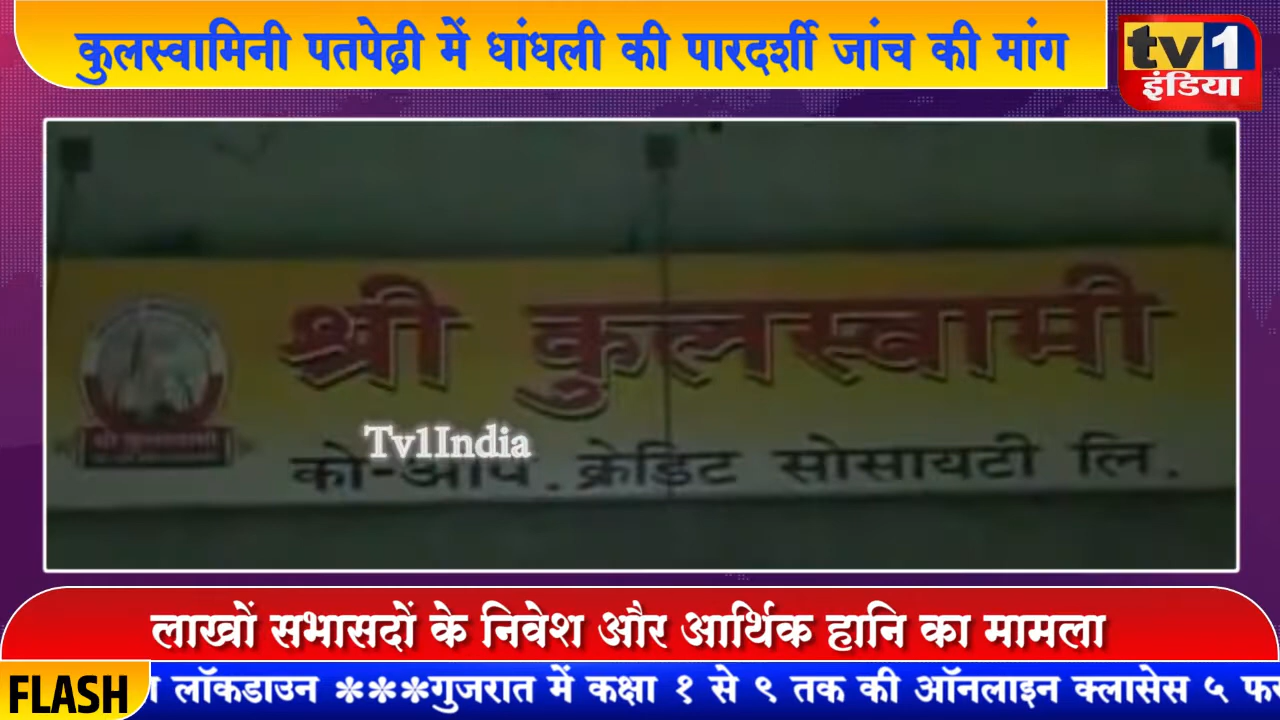 कुलस्वामिनी पतपेढ़ी में धांधली की पारदर्शी जांच की मांग
tv1
इंडिया
श्री कुलस्वामी
Tv1India
को-ऑप. क्रेडिट सोसायटी लि.
लाखों सभासदों के निवेश और आर्थिक हानि का मामला
FLASH
लॉकडाउन ***गुजरात में कक्षा १ से ९ तक की ऑनलाइन क्लासेस ५